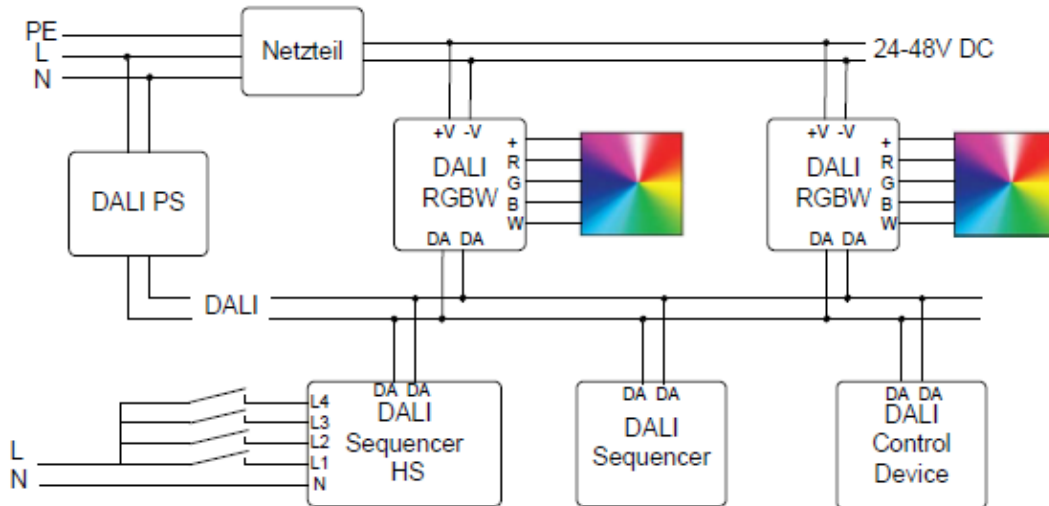 PE
L
N
Netzteil
24-48V DC
DALI PS
+V -V
DALI
RGBW
+
R
G
B
W
DA DA
+V -V
DALI
RGBW
+
R
G
B
W
DA DA
DALI
L
N
L4
L3
L2
L1
N
DA DA
DALI
Sequencer
HS
DA DA
DALI
Sequencer
DA DA
DALI
Control
Device